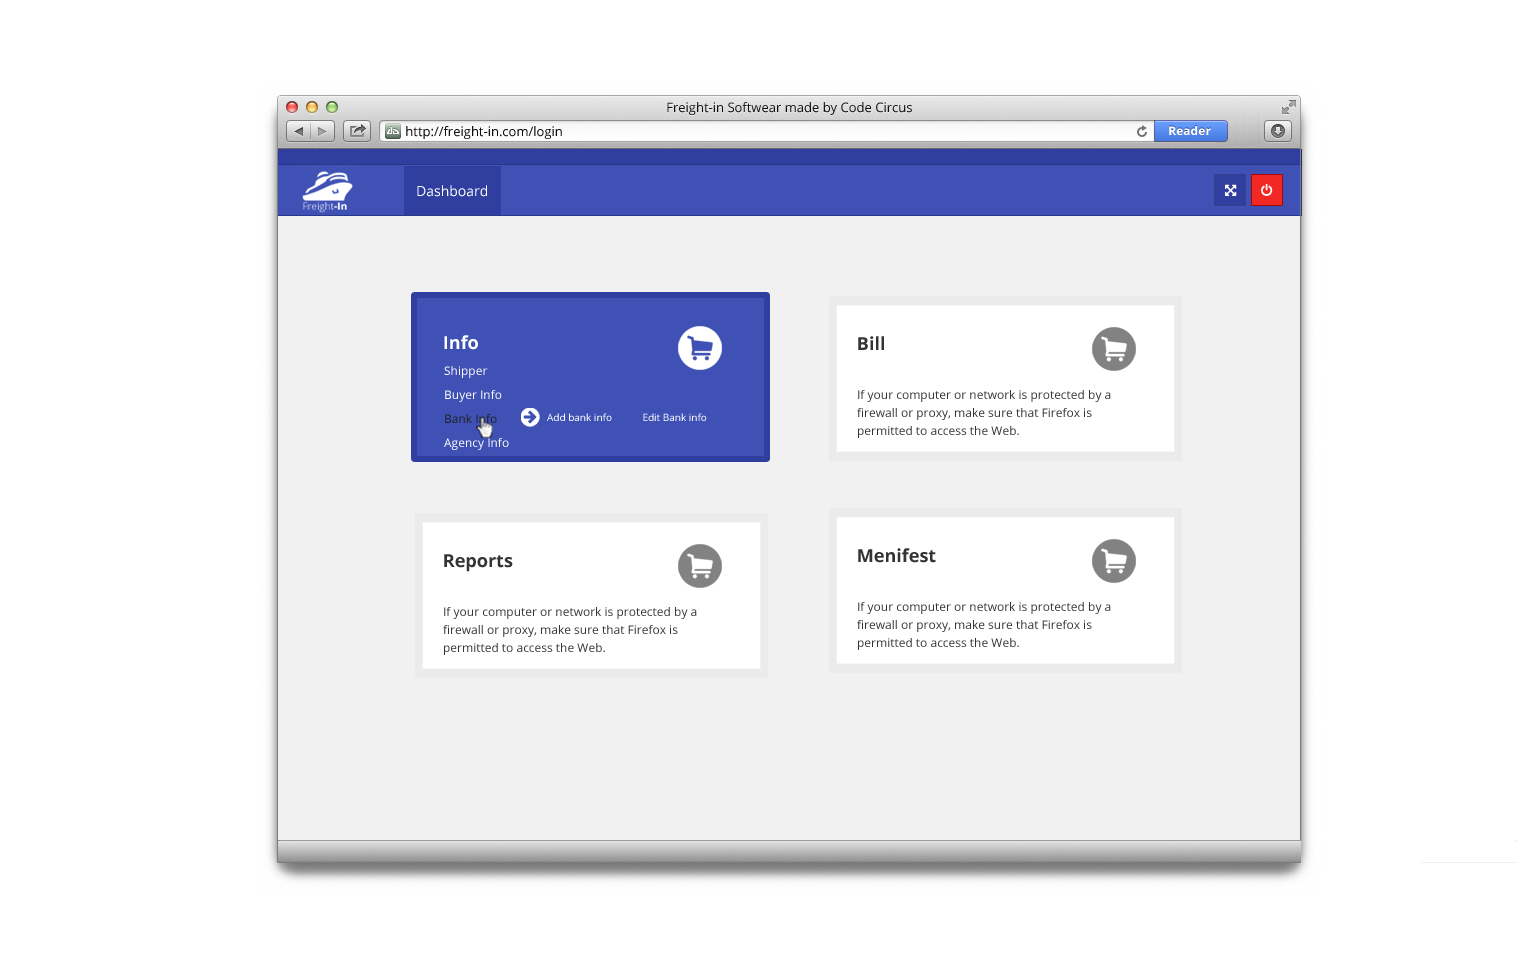 Freight-in Softwear made by Code Circus
http://freight-in.com/login
Reader
Freight-In
Dashboard
Info
Shipper
Buyer Info
Bank Info
Add bank info
Edit Bank info
Agency Info
Bill
If your computer or network is protected by a
firewall or proxy, make sure that Firefox is
permitted to access the Web.
Reports
If your computer or network is protected by a
firewall or proxy, make sure that Firefox is
permitted to access the Web.
Menifest
If your computer or network is protected by a
firewall or proxy, make sure that Firefox is
permitted to access the Web.